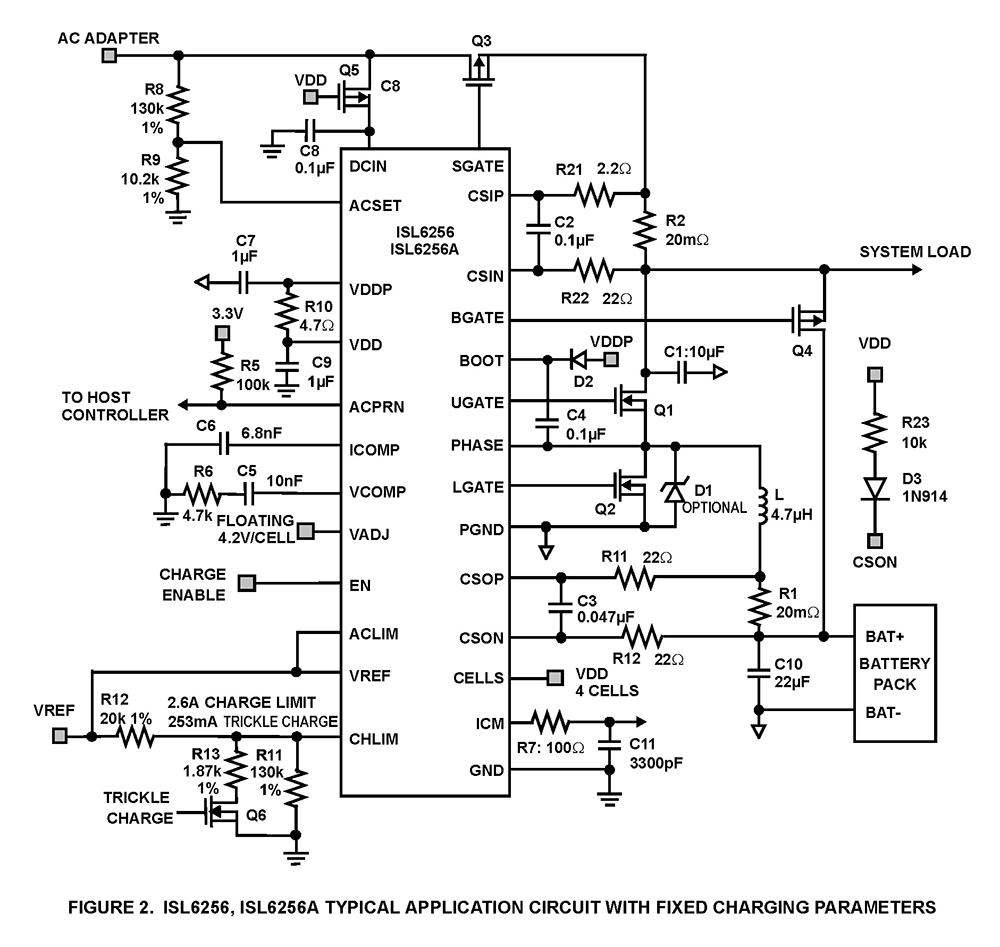 AC ADAPTER
Q3
R8
130k
1%
VDD
Q5
C8
C8
0.1µF
R9
10.2k
1%
DCIN
SGATE
R21 2.2Ω
ACSET
CSIP
ISL6256
ISL6256A
C2
0.1µF
R2
20mΩ
SYSTEM LOAD
C7
1µF
CSIN
R22 22Ω
VDDP
R10
4.7Ω
BGATE
Q4
3.3V
VDD
VDD
BOOT
VDDP
D2
C1:10µF
R5
100k
C9
1µF
TO HOST
CONTROLLER
ACPRN
UGATE
Q1
C4
0.1µF
R23
10k
C6
6.8nF
ICOMP
PHASE
R6
4.7k
C5
10nF
VCOMP
LGATE
Q2
D1
OPTIONAL
L
4.7µH
D3
1N914
FLOATING
4.2V/CELL
VADJ
PGND
CSON
CHARGE
ENABLE
EN
CSOP
R11 22Ω
C3
0.047µF
R1
20mΩ
ACLIM
CSON
R12 22Ω
BAT+
VREF
CELLS
VDD
4 CELLS
C10
22µF
BATTERY
PACK
BAT-
VREF
R12
20k 1%
2.6A CHARGE LIMIT
253mA TRICKLE CHARGE
CHLIM
ICM
R7: 100Ω
C11
3300pF
R13
1.87k
1%
R11
130k
1%
GND
TRICKLE
CHARGE
Q6
FIGURE 2. ISL6256, ISL6256A TYPICAL APPLICATION CIRCUIT WITH FIXED CHARGING PARAMETERS